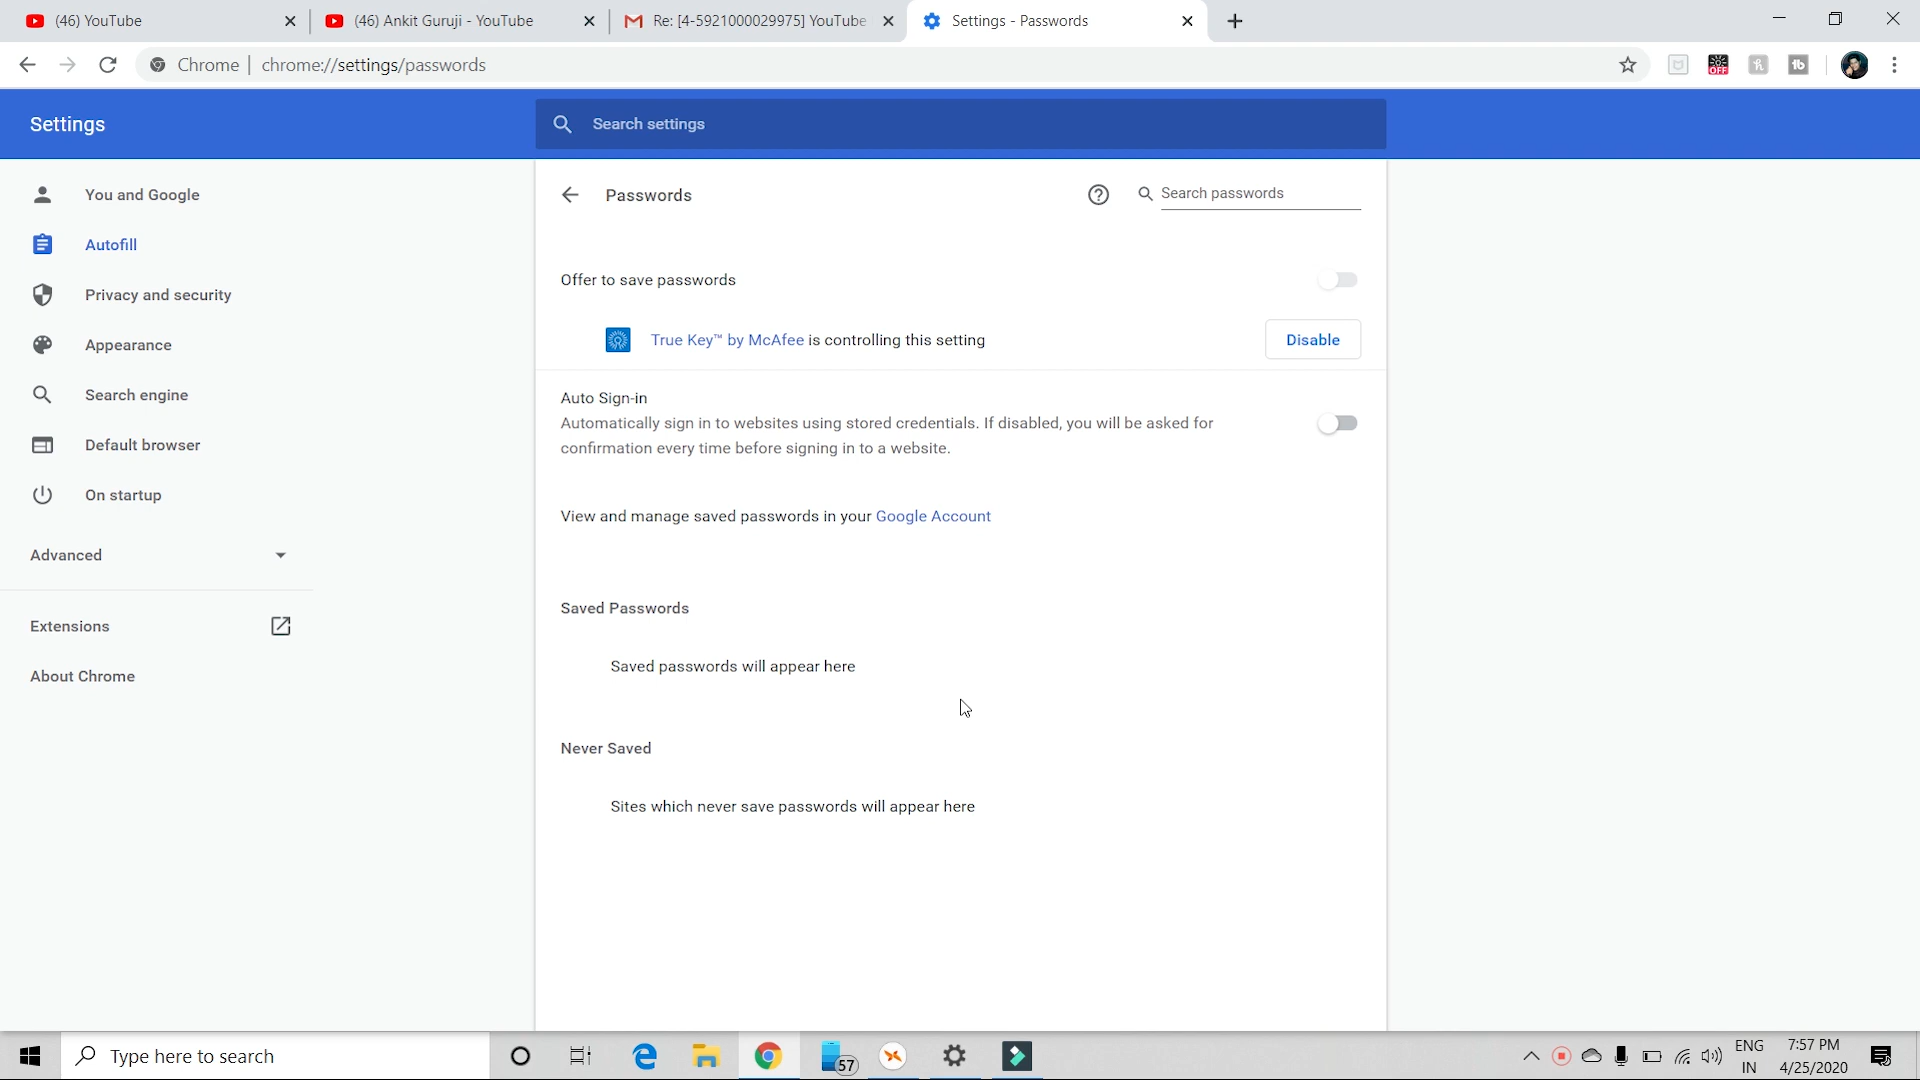 (46) YouTube
(46) Ankit Guruji - YouTube
Re: [4-5921000029975] YouTube
Settings - Passwords
Chrome | chrome://settings/passwords
OFF
tb
Settings
Search settings
You and Google
Autofill
Privacy and security
Appearance
Search engine
Default browser
On startup
Advanced
Extensions
About Chrome
Passwords
Search passwords
Offer to save passwords
True Key™ by McAfee is controlling this setting
Disable
Auto Sign-in
Automatically sign in to websites using stored credentials. If disabled, you will be asked for
confirmation every time before signing in to a website.
View and manage saved passwords in your Google Account
Saved Passwords
Saved passwords will appear here
Never Saved
Sites which never save passwords will appear here
Type here to search
57
ENG
IN
7:57 PM
4/25/2020